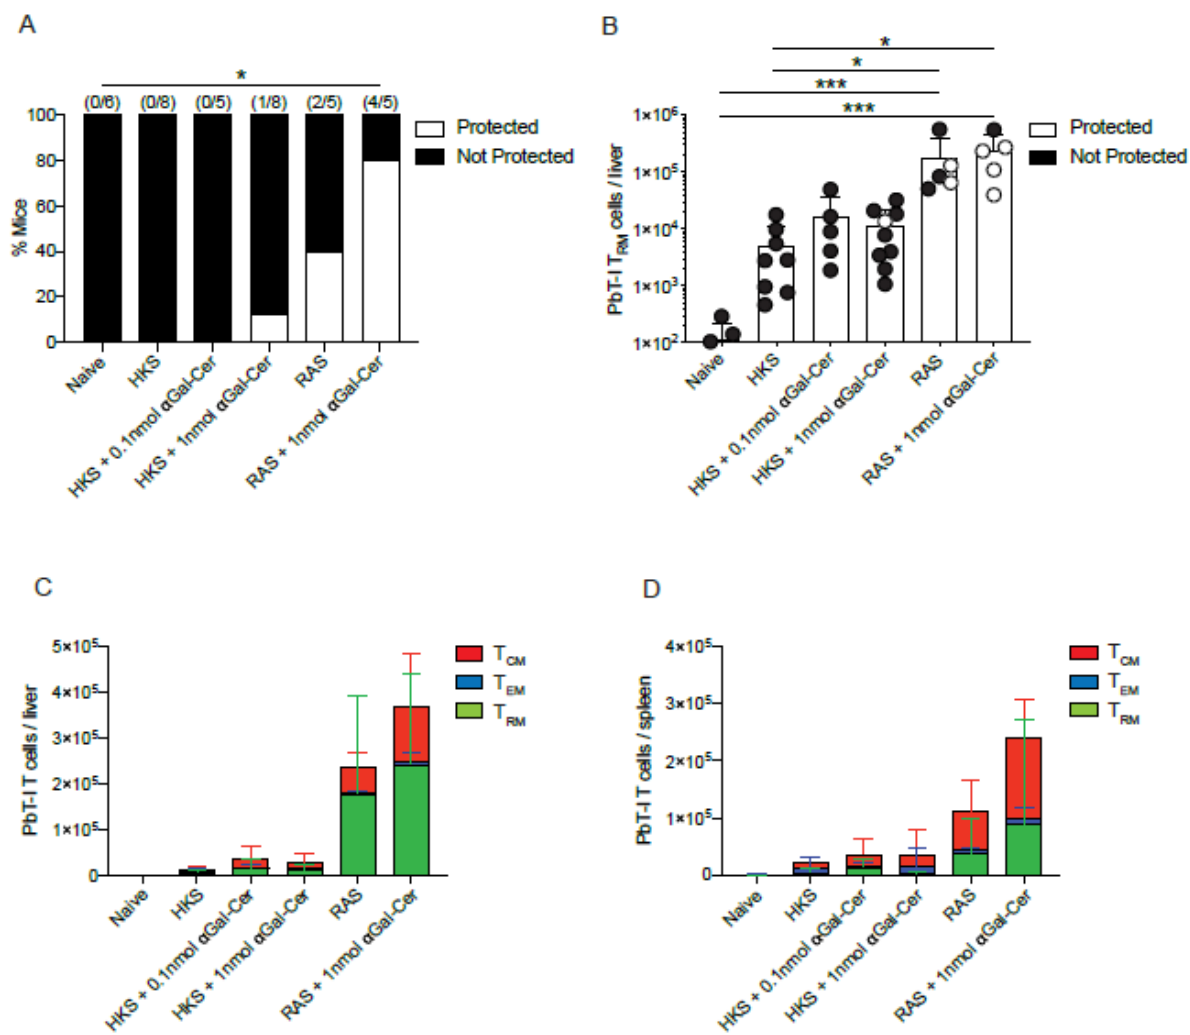 A
*
(0/6) (0/8) (0/5) (1/8) (2/5) (4/5)
Protected
Not Protected
% Mice
100
80
60
40
20
0
Naive
HKS
HKS + 0.1nmol αGal-Cer
HKS + 1nmol αGal-Cer
RAS
RAS + 1nmol αGal-Cer
B
*
*
***
***
Protected
Not Protected
PbT-I TRM cells / liver
1×10⁶
1×10⁵
1×10⁴
1×10³
1×10²
Naive
HKS
HKS + 0.1nmol αGal-Cer
HKS + 1nmol αGal-Cer
RAS
RAS + 1nmol αGal-Cer
C
TCM
TEM
TRM
PbT-I T cells / liver
5×10⁵
4×10⁵
3×10⁵
2×10⁵
1×10⁵
0
Naive
HKS
HKS + 0.1nmol αGal-Cer
HKS + 1nmol αGal-Cer
RAS
RAS + 1nmol αGal-Cer
D
TCM
TEM
TRM
PbT-I T cells / spleen
4×10⁵
3×10⁵
2×10⁵
1×10⁵
0
Naive
HKS
HKS + 0.1nmol αGal-Cer
HKS + 1nmol αGal-Cer
RAS
RAS + 1nmol αGal-Cer